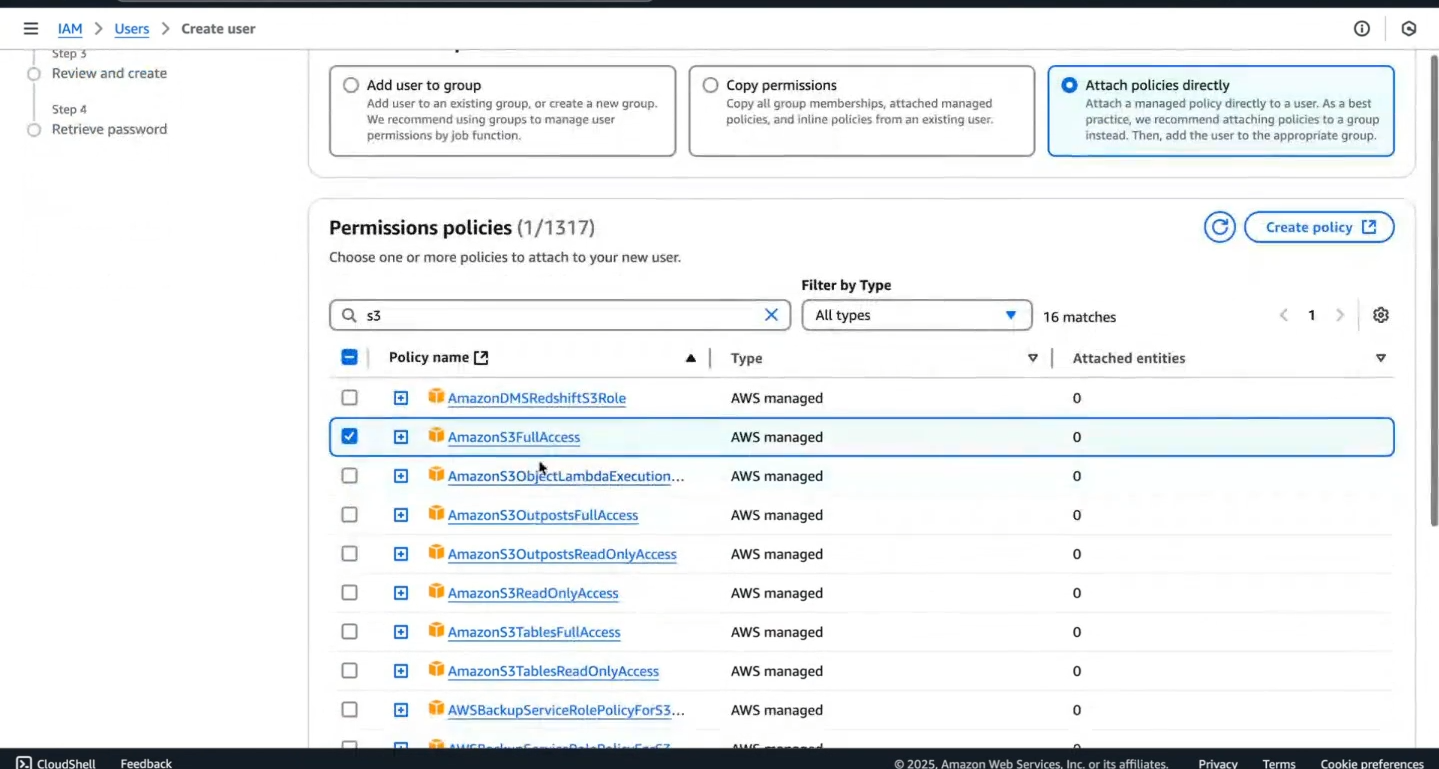 IAM > Users > Create user
Step 3
Review and create
Step 4
Retrieve password
Add user to group
Add user to an existing group, or create a new group.
We recommend using groups to manage user
permissions by job function.
Copy permissions
Copy all group memberships, attached managed
policies, and inline policies from an existing user.
Attach policies directly
Attach a managed policy directly to a user. As a best
practice, we recommend attaching policies to a group
instead. Then, add the user to the appropriate group.
Permissions policies (1/1317)
Create policy
Choose one or more policies to attach to your new user.
Filter by Type
s3
All types
16 matches
1
Policy name Type Attached entities
AmazonDMSRedshiftS3Role AWS managed 0
AmazonS3FullAccess AWS managed 0
AmazonS3ObjectLambdaExecution... AWS managed 0
AmazonS3OutpostsFullAccess AWS managed 0
AmazonS3OutpostsReadOnlyAccess AWS managed 0
AmazonS3ReadOnlyAccess AWS managed 0
AmazonS3TablesFullAccess AWS managed 0
AmazonS3TablesReadOnlyAccess AWS managed 0
AWSBackupServiceRolePolicyForS3... AWS managed 0
CloudShell Feedback © 2025, Amazon Web Services, Inc. or its affiliates. Privacy Terms Cookie preferences